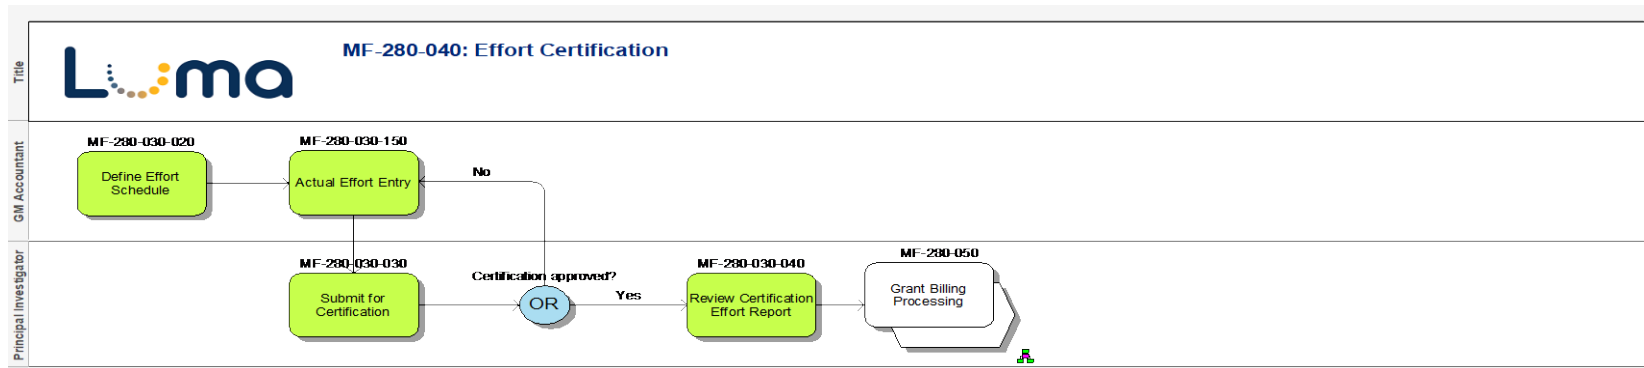 Title
Luma
MF-280-040: Effort Certification
GM Accountant
MF-280-030-020
Define Effort
Schedule
MF-280-030-150
Actual Effort Entry
No
Principal Investigator
MF-280-030-030
Submit for
Certification
Certification approved?
OR
Yes
MF-280-030-040
Review Certification
Effort Report
MF-280-050
Grant Billing
Processing